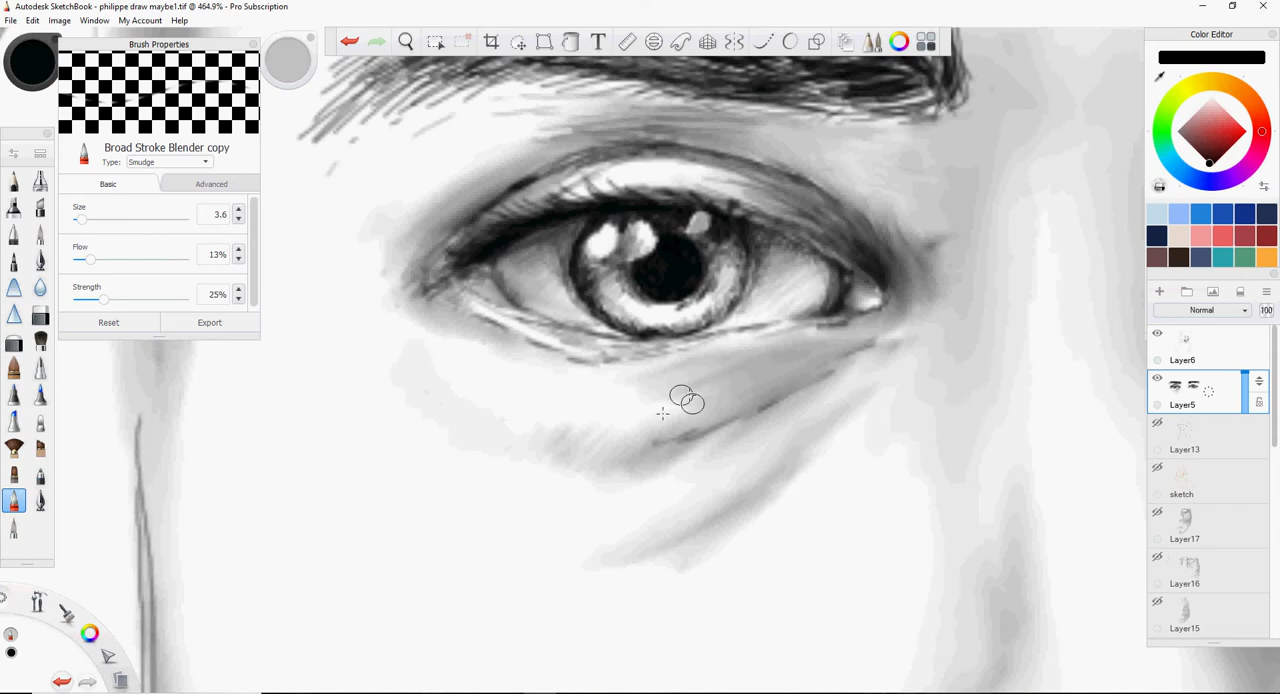 Autodesk SketchBook - philippe draw maybe1.tif @ 464.9% - Pro Subscription
File Edit Image Window My Account Help
Brush Properties
Broad Stroke Blender copy
Type: Smudge
Basic Advanced
Size
3.6
Flow
13%
Strength
25%
Reset Export
Color Editor
Normal 100
Layer6
Layer5
Layer13
sketch
Layer17
Layer16
Layer15